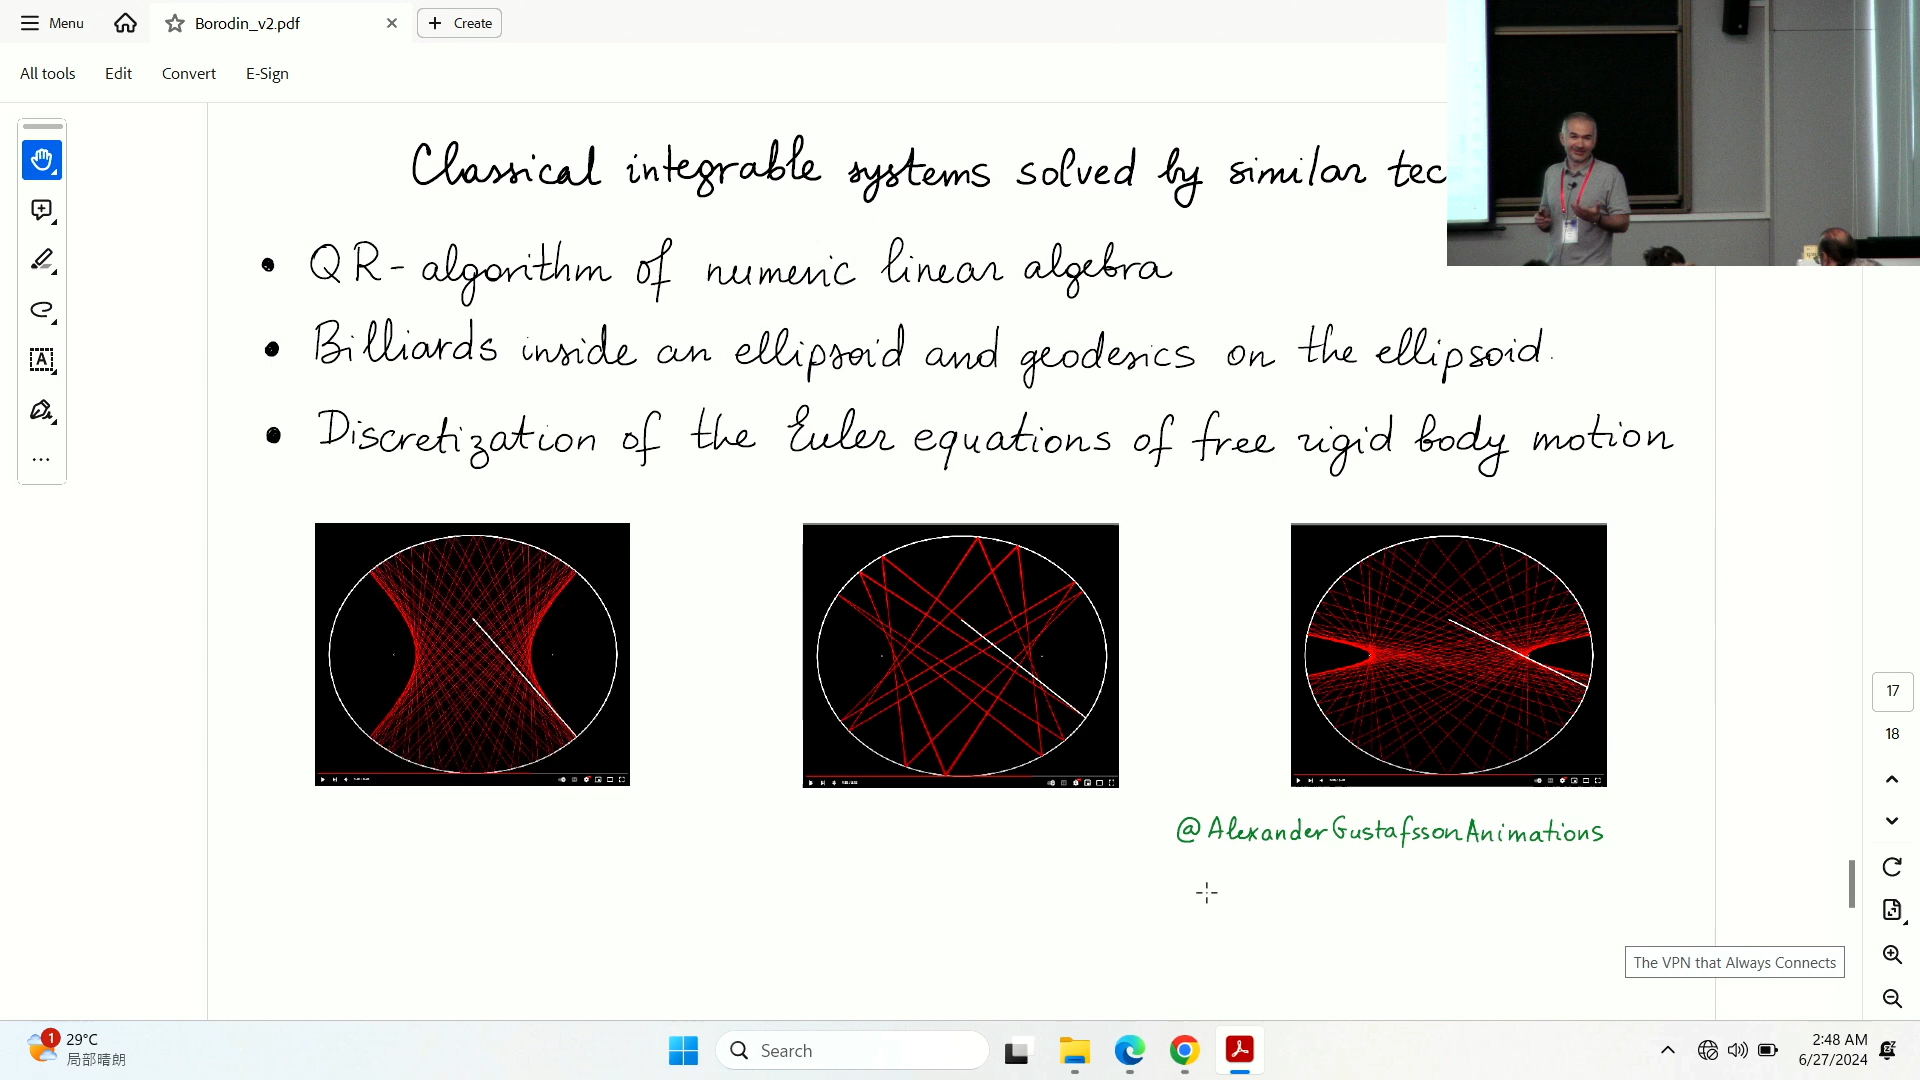 Menu
Borodin_v2.pdf
Create
All tools Edit Convert E-Sign
Classical integrable systems solved by similar tec
• QR-algorithm of numeric linear algebra
• Billiards inside an ellipsoid and geodesics on the ellipsoid.
• Discretization of the Euler equations of free rigid body motion
@AlexanderGustafssonAnimations
17
18
The VPN that Always Connects
1
29°C
局部晴朗
Search
2:48 AM
6/27/2024